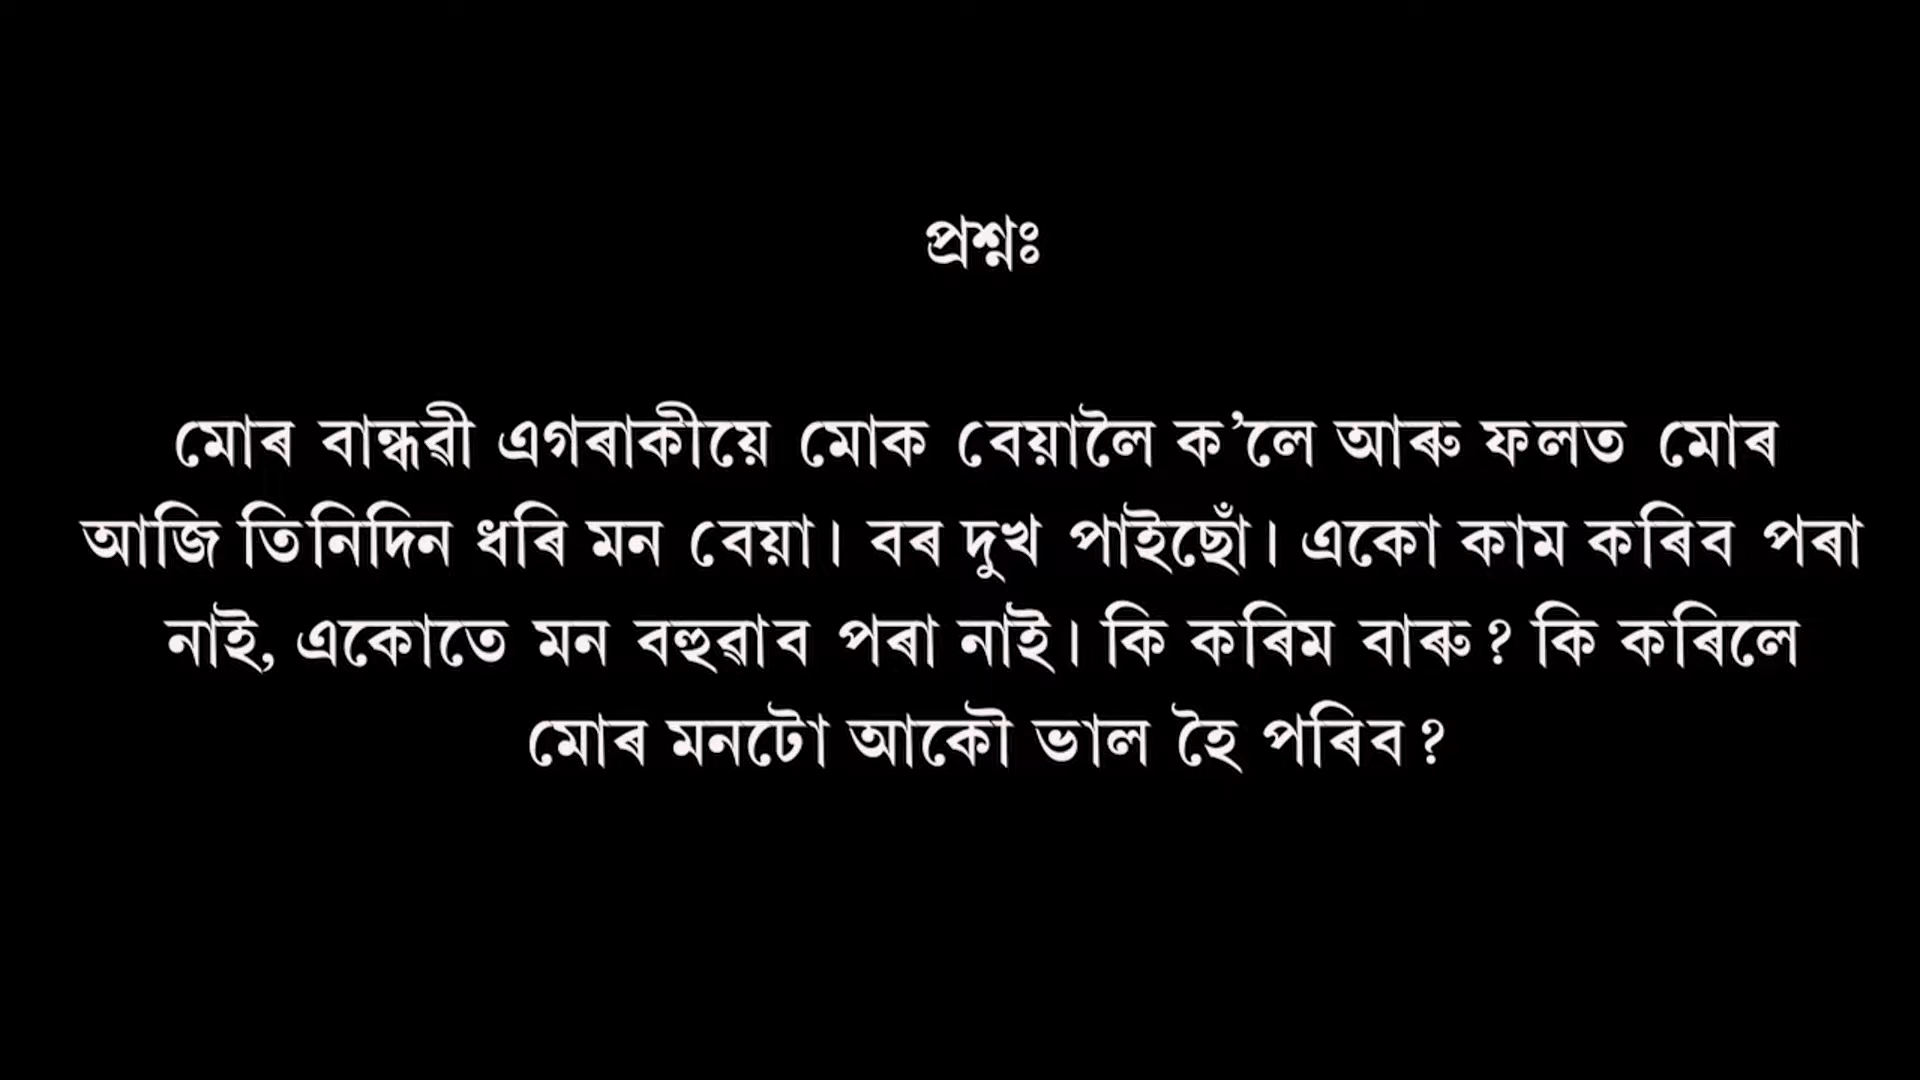 প্ৰশ্নঃ
মোৰ বান্ধৱী এগৰাকীয়ে মোক বেয়ালৈ ক’লে আৰু ফলত মোৰ
আজি তিনিদিন ধৰি মন বেয়া। বৰ দুখ পাইছোঁ। একো কাম কৰিব পৰা
নাই, একোতে মন বহুৱাব পৰা নাই। কি কৰিম বাৰু? কি কৰিলে
মোৰ মনটো আকৌ ভাল হৈ পৰিব?